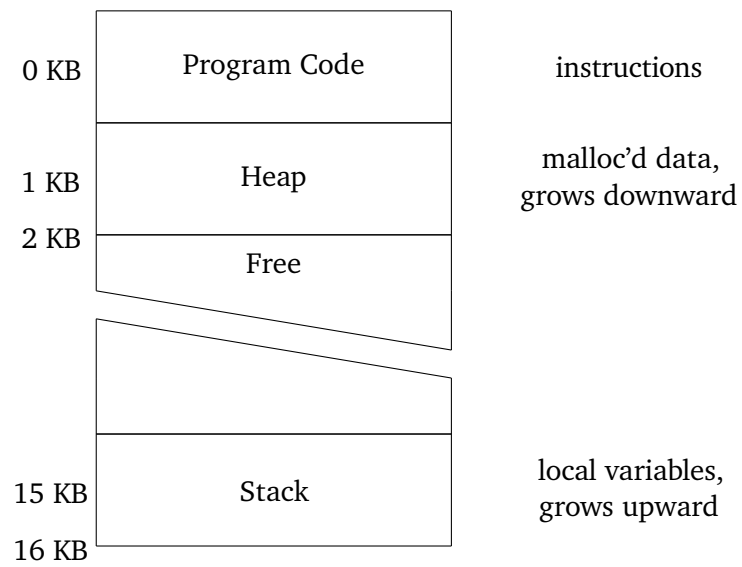 0 KB Program Code instructions
1 KB Heap malloc’d data,
grows downward
2 KB
Free
15 KB Stack local variables,
grows upward
16 KB